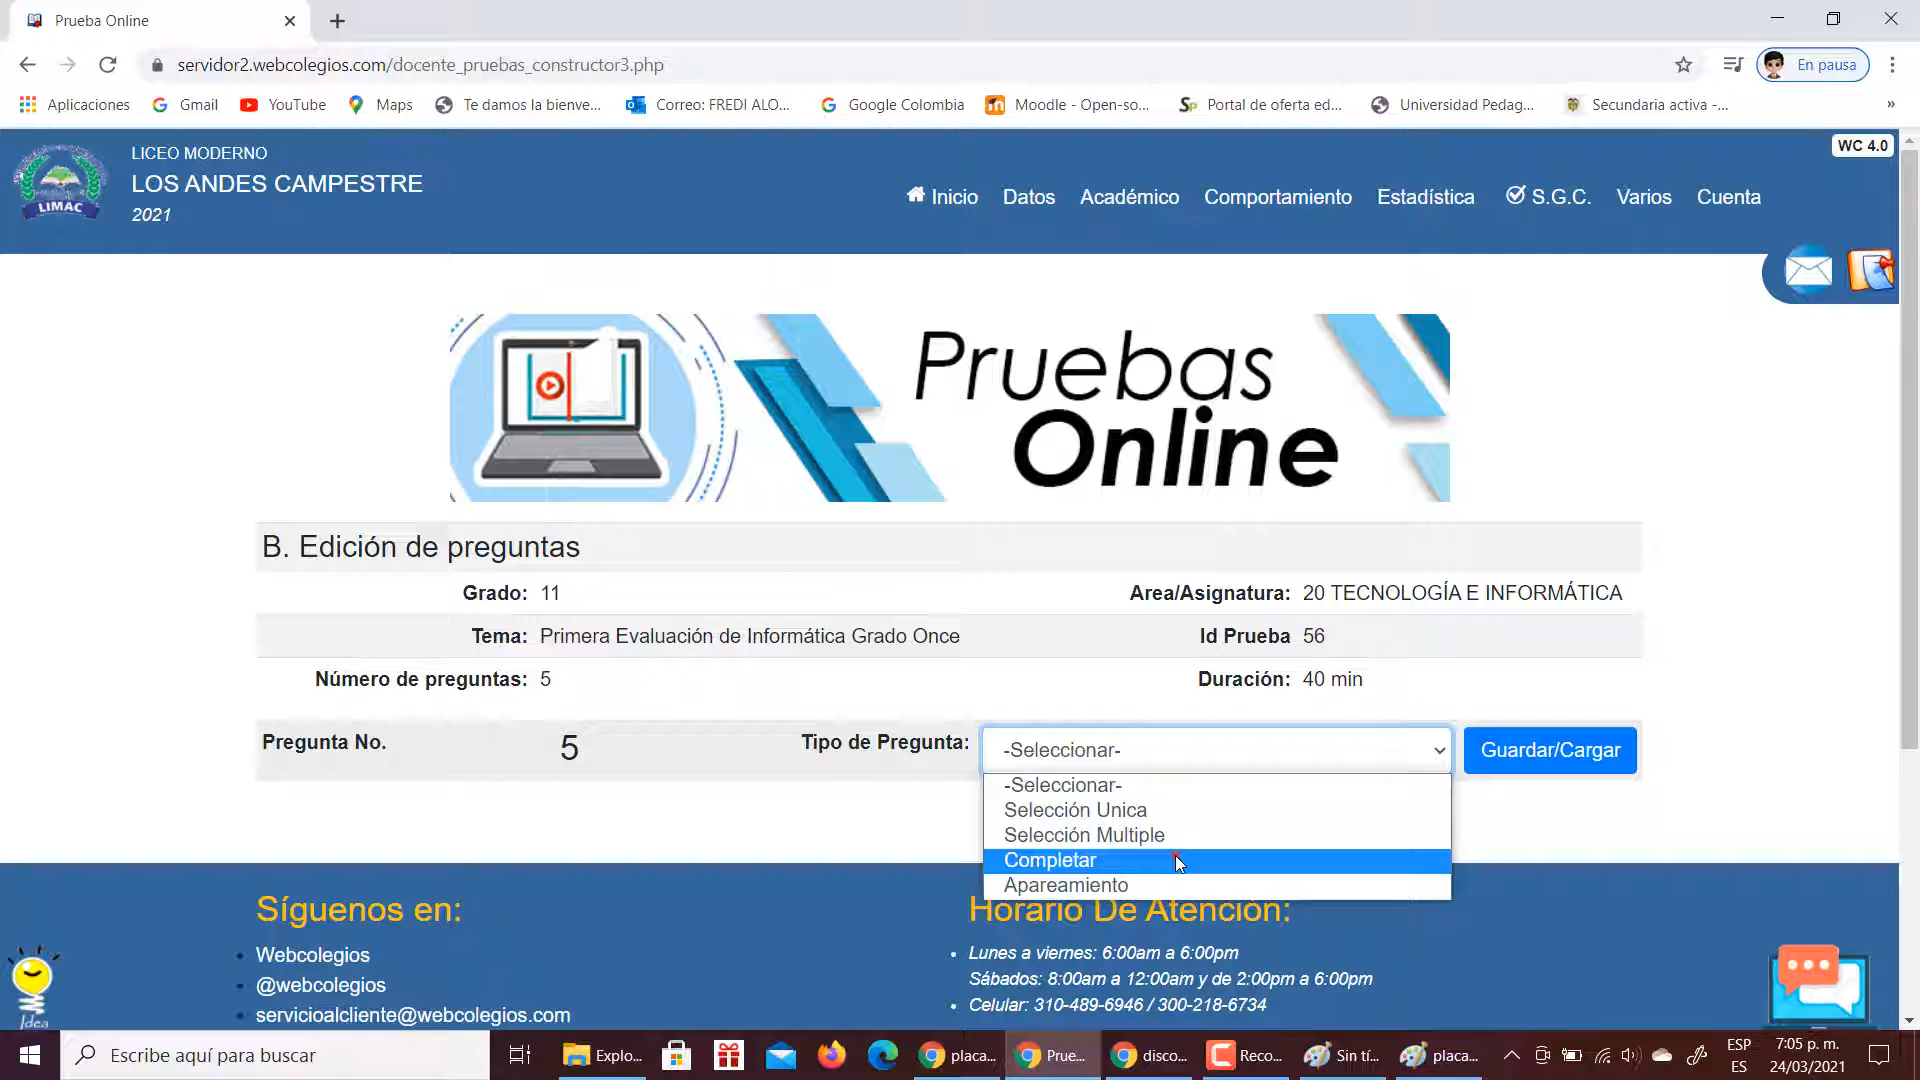 Prueba Online
servidor2.webcolegios.com/docente_pruebas_constructor3.php
En pausa
Aplicaciones
Gmail
YouTube
Maps
Te damos la bienve...
Correo: FREDI ALO...
Google Colombia
Moodle - Open-so...
Portal de oferta ed...
Universidad Pedag...
Secundaria activa -...
»
LICEO MODERNO
LOS ANDES CAMPESTRE
2021
LIMAC
Inicio
Datos
Académico
Comportamiento
Estadística
S.G.C.
Varios
Cuenta
WC 4.0
Pruebas
Online
B. Edición de preguntas
Grado: 11
Area/Asignatura: 20 TECNOLOGÍA E INFORMÁTICA
Tema: Primera Evaluación de Informática Grado Once
Id Prueba 56
Número de preguntas: 5
Duración: 40 min
Pregunta No. 5
Tipo de Pregunta:
-Seleccionar-
Guardar/Cargar
-Seleccionar-
Selección Unica
Selección Multiple
Completar
Apareamiento
Síguenos en:
Webcolegios
@webcolegios
servicioalcliente@webcolegios.com
Horario De Atención:
Lunes a viernes: 6:00am a 6:00pm
Sábados: 8:00am a 12:00am y de 2:00pm a 6:00pm
Celular: 310-489-6946 / 300-218-6734
Idea
Escribe aquí para buscar
Explo...
placa...
Prue...
disco...
Reco...
Sin tí...
placa...
ESP
ES
7:05 p. m.
24/03/2021